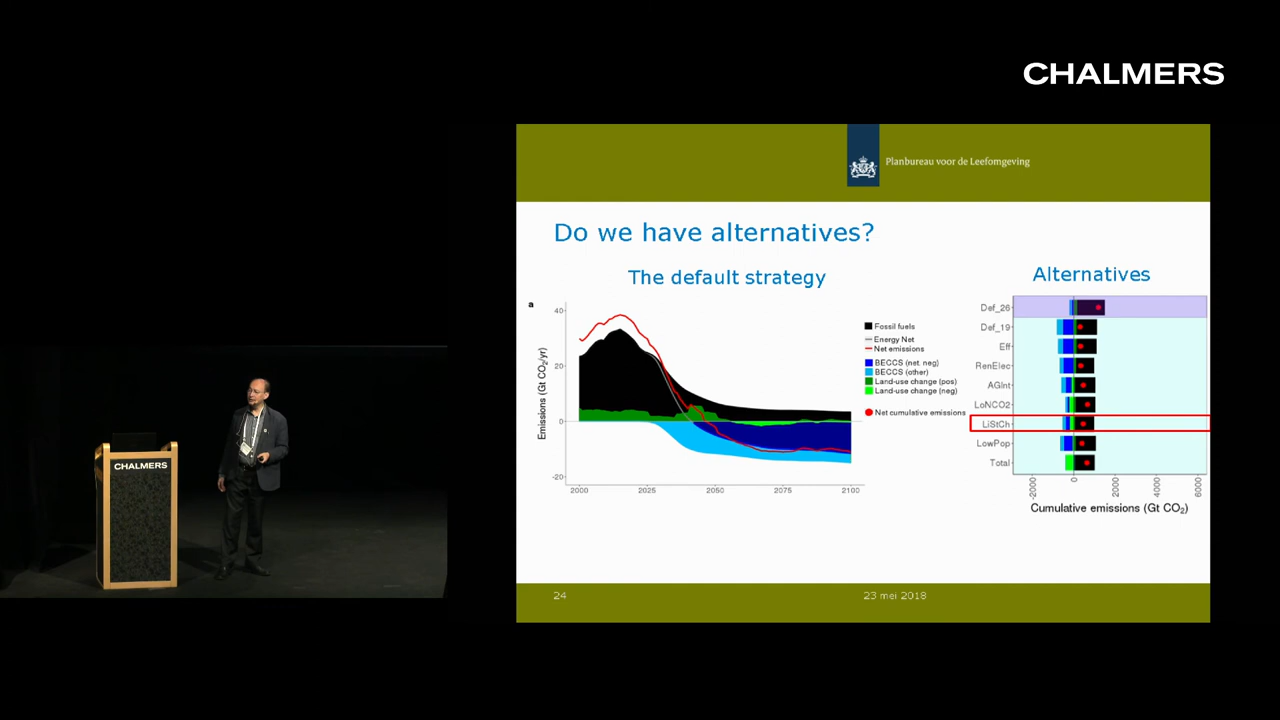 CHALMERS
Planbureau voor de Leefomgeving
Do we have alternatives?
The default strategy
a
Emissions (Gt CO₂/yr)
40
20
0
-20
2000 2025 2050 2075 2100
Fossil fuels
Energy Net
Net emissions
BECCS (net. neg)
BECCS (other)
Land-use change (pos)
Land-use change (neg)
Net cumulative emissions
Alternatives
Def_26
Def_19
Eff
RenElec
AGInt
LoNCO2
LiStCh
LowPop
Total
-2000 0 2000 4000 6000
Cumulative emissions (Gt CO₂)
24
23 mei 2018
CHALMERS